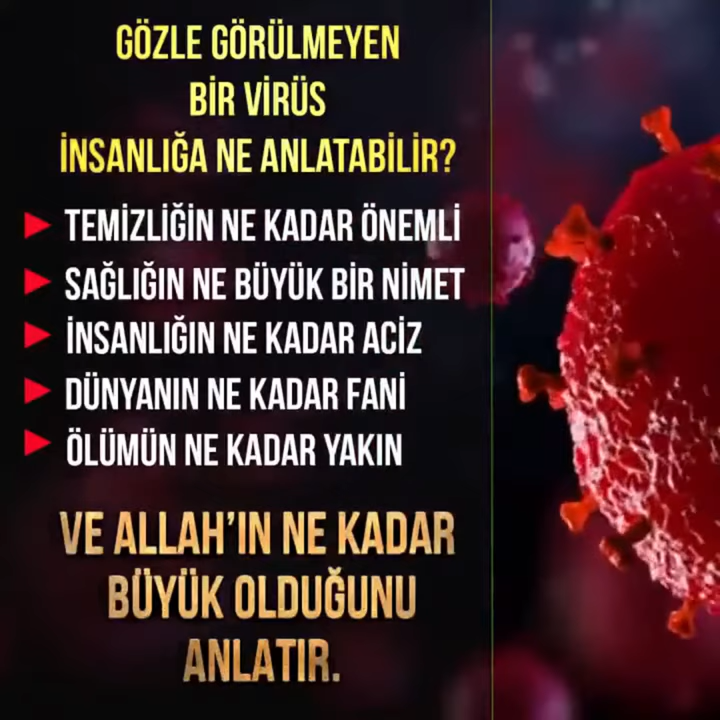 GÖZLE GÖRÜLMEYEN
BİR VİRÜS
İNSANLIĞA NE ANLATABİLİR?
TEMİZLİĞİN NE KADAR ÖNEMLİ
SAĞLIĞIN NE BÜYÜK BİR NİMET
İNSANLIĞIN NE KADAR ACİZ
DÜNYANIN NE KADAR FANİ
ÖLÜMÜN NE KADAR YAKIN
VE ALLAH'IN NE KADAR
BÜYÜK OLDUĞUNU
ANLATIR.